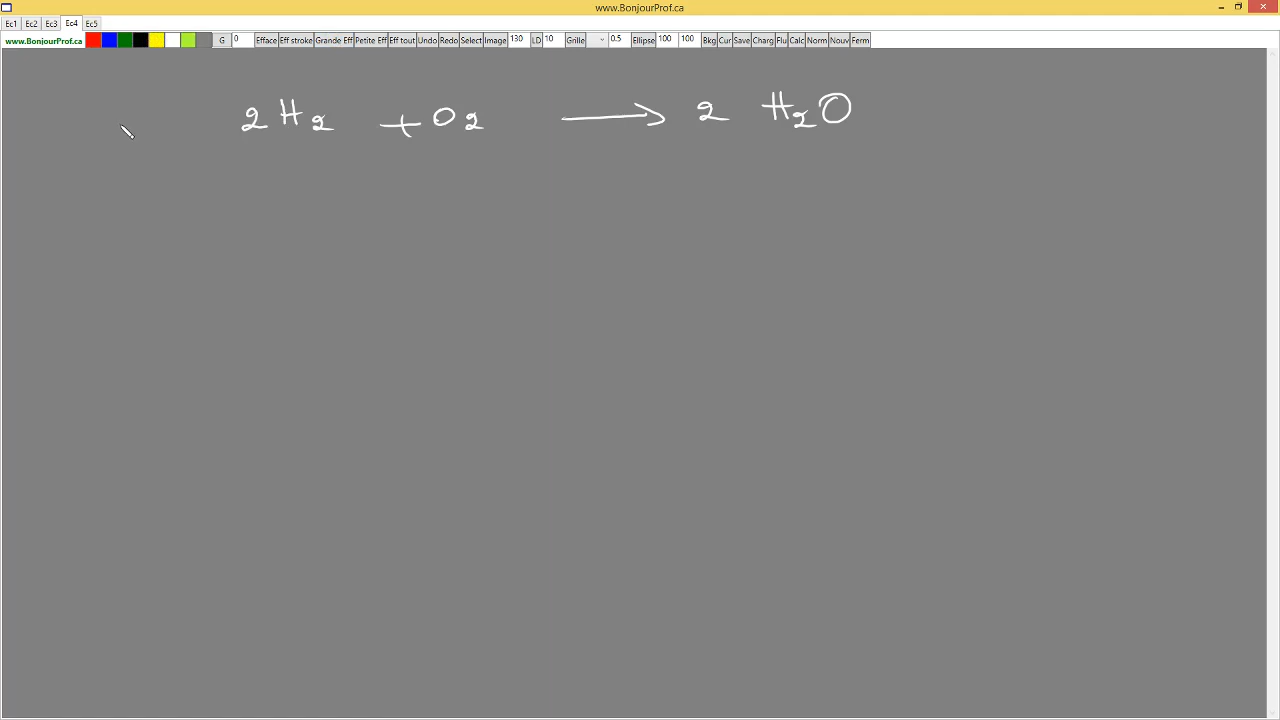 www.BonjourProf.ca
Ec1 Ec2 Ec3 Ec4 Ec5
www.BonjourProf.ca G 0 Efface Eff stroke Grande Eff Petite Eff Eff tout Undo Redo Select Image 130 LD 10 Grille 0.5 Ellipse 100 100 Bkg Cur Save Charg Flu Calc Norm Nouv Ferm
2 H₂ + O₂ → 2 H₂O